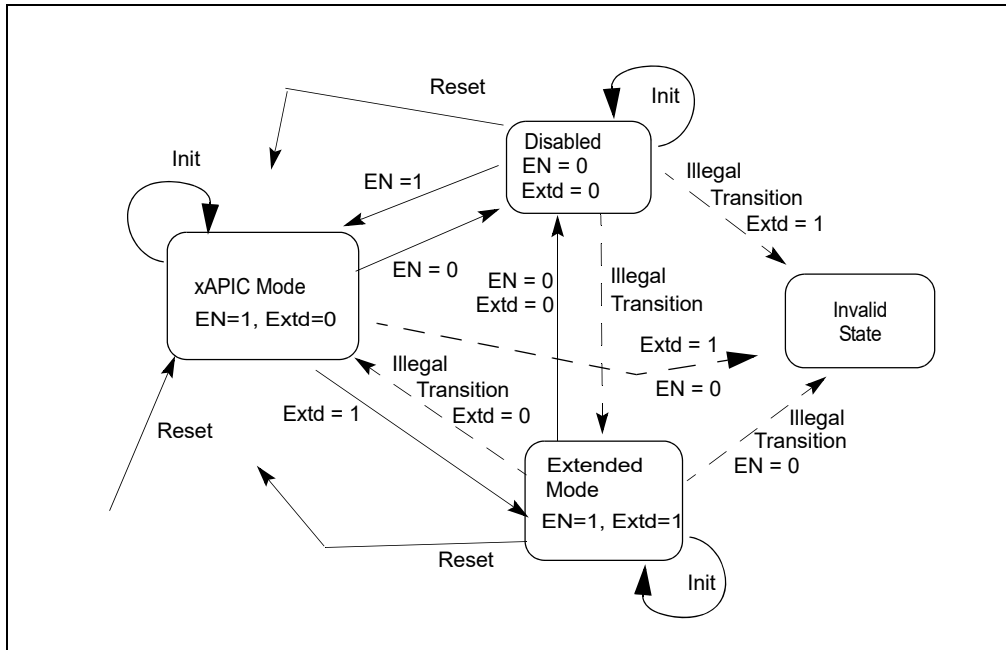 Reset
Init
Disabled
EN = 0
Extd = 0
Illegal
Transition
Extd = 1
Init
EN =1
xAPIC Mode
EN=1, Extd=0
EN = 0
EN = 0
Extd = 0
Illegal
Transition
Invalid
State
Extd = 1
EN = 0
Illegal
Transition
Extd = 0
Extd = 1
Reset
Illegal
Transition
EN = 0
Extended
Mode
EN=1, Extd=1
Reset
Init